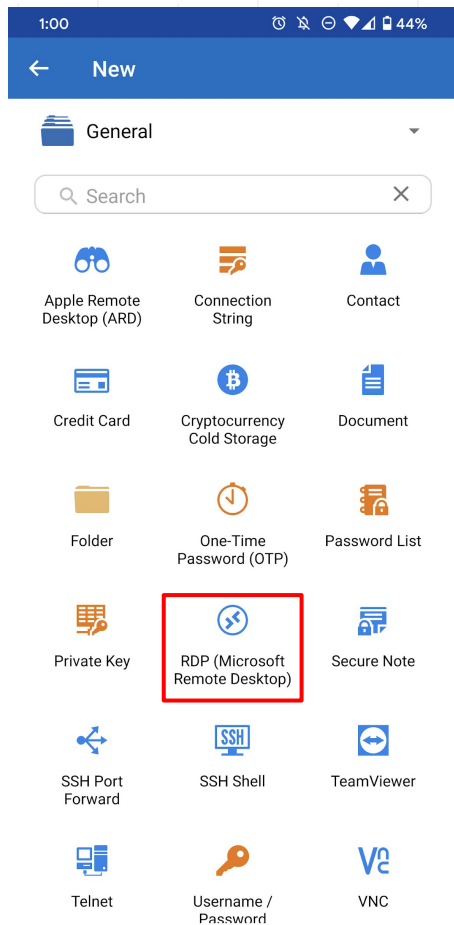 1:00
44%
New
General
Search
Apple Remote
Desktop (ARD)
Connection
String
Contact
Credit Card
Cryptocurrency
Cold Storage
Document
Folder
One-Time
Password (OTP)
Password List
Private Key
RDP (Microsoft
Remote Desktop)
Secure Note
SSH Port
Forward
SSH
SSH Shell
TeamViewer
Telnet
Username /
Password
Vnc
VNC